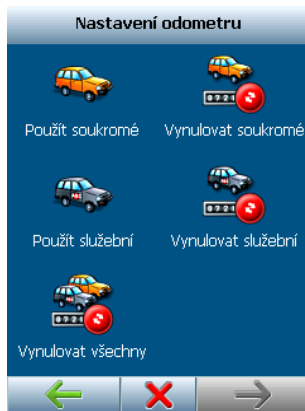 Nastavení odometru
Použít soukromé
Vynulovat soukromé
Použít služební
Vynulovat služební
Vynulovat všechny